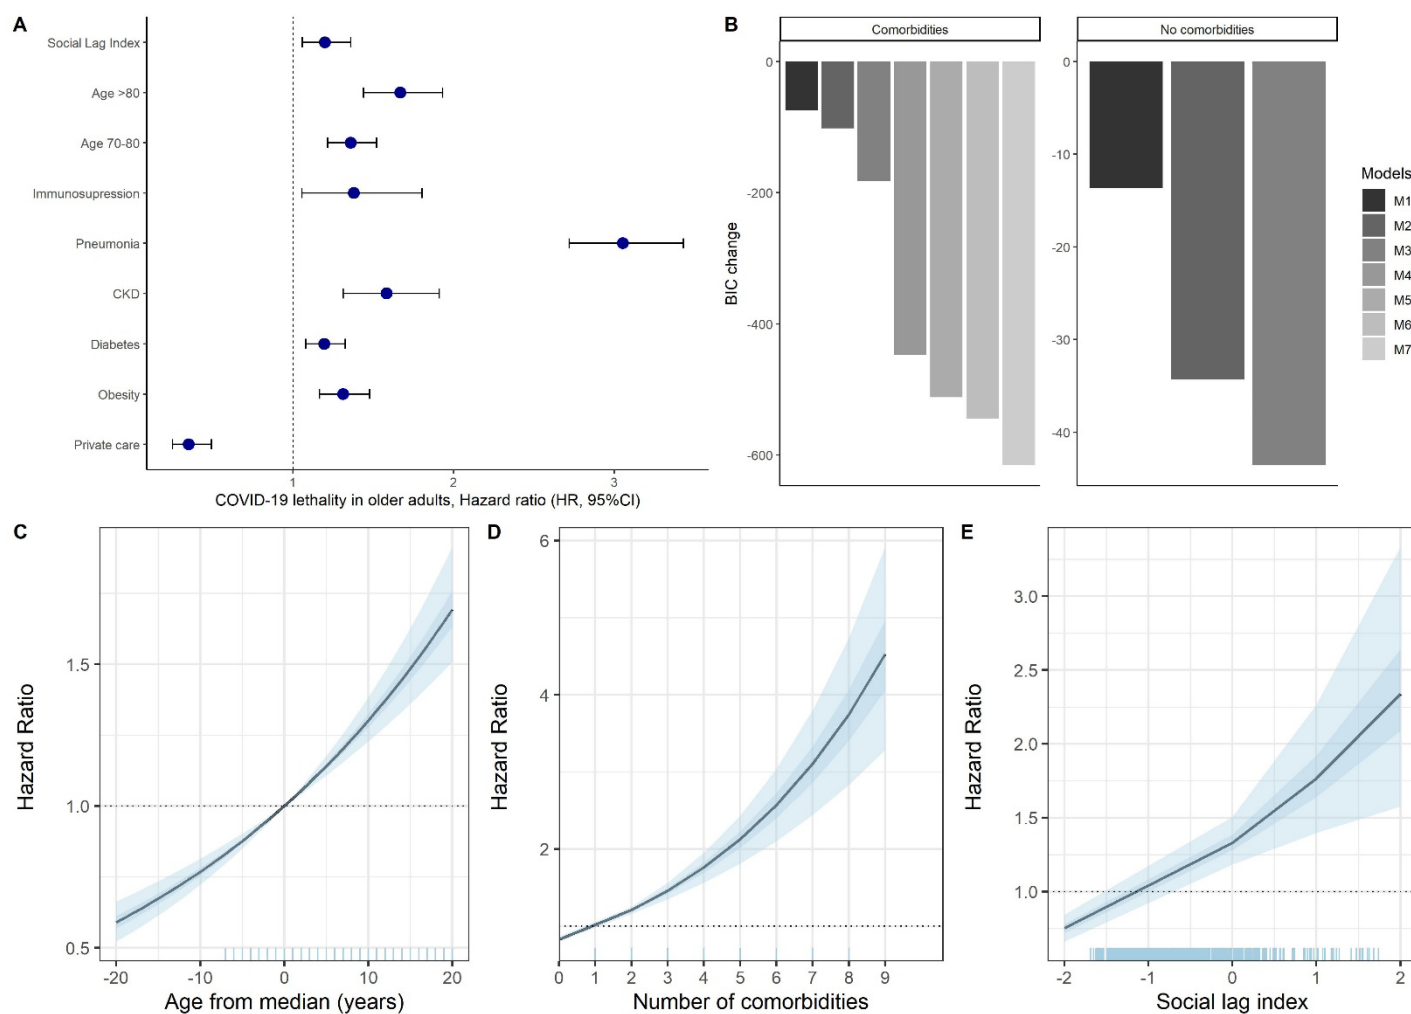 A
Social Lag Index
Age >80
Age 70-80
Immunosupression
Pneumonia
CKD
Diabetes
Obesity
Private care
1 2 3
COVID-19 lethality in older adults, Hazard ratio (HR, 95%CI)
B
Comorbidities
No comorbidities
BIC change
0
-200
-400
-600
0
-10
-20
-30
-40
Models
M1
M2
M3
M4
M5
M6
M7
C
Hazard Ratio
1.5
1.0
0.5
-20 -10 0 10 20
Age from median (years)
D
Hazard Ratio
6
4
2
0 1 2 3 4 5 6 7 8 9
Number of comorbidities
E
Hazard Ratio
3.0
2.5
2.0
1.5
1.0
-2 -1 0 1 2
Social lag index